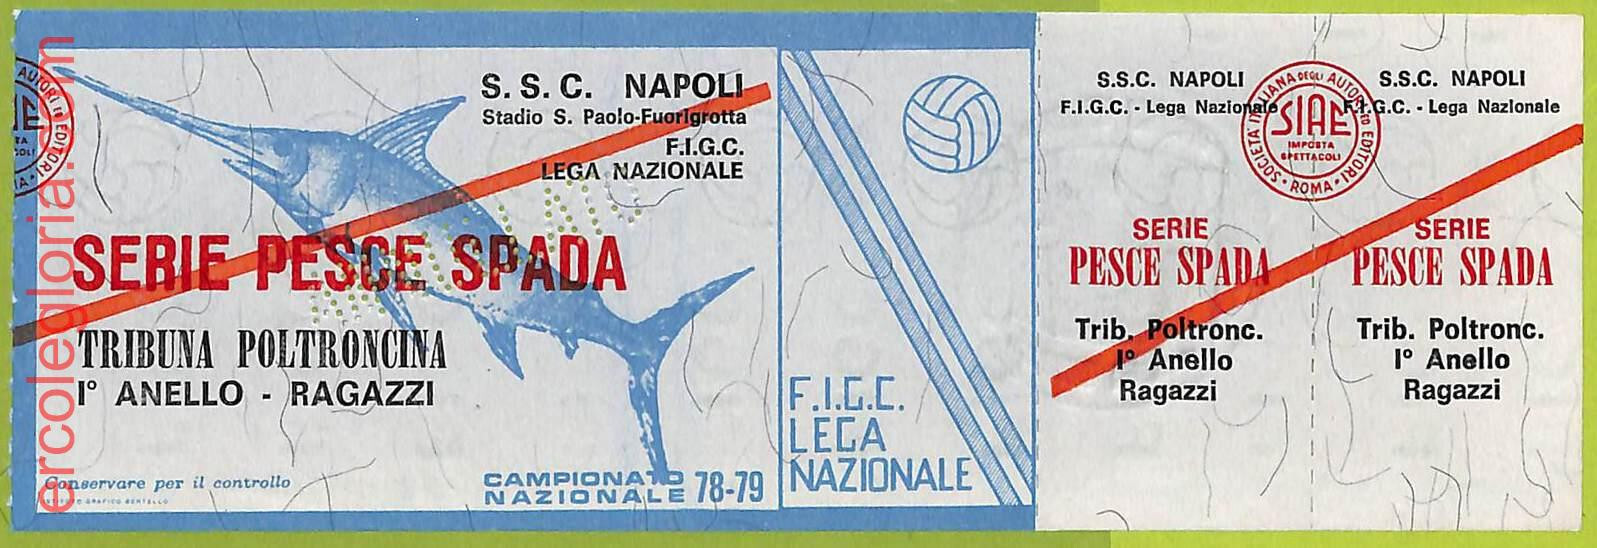 ercolegloria.com
S. S. C. NAPOLI
Stadio S. Paolo-Fuorigrotta
F.I.G.C.
LEGA NAZIONALE
SERIE PESCE SPADA
TRIBUNA POLTRONCINA
I° ANELLO - RAGAZZI
Conservare per il controllo
CAMPIONATO
NAZIONALE 78-79
F.I.G.C.
LEGA
NAZIONALE
S.S.C. NAPOLI
F.I.G.C. - Lega Nazionale
SERIE
PESCE SPADA
Trib. Poltronc.
I° Anello
Ragazzi
SOCIETÀ ITALIANA DEGLI AUTORI ED EDITORI
SIAE
IMPOSTA
SPETTACOLI
ROMA
S.S.C. NAPOLI
F.I.G.C. - Lega Nazionale
SERIE
PESCE SPADA
Trib. Poltronc.
I° Anello
Ragazzi